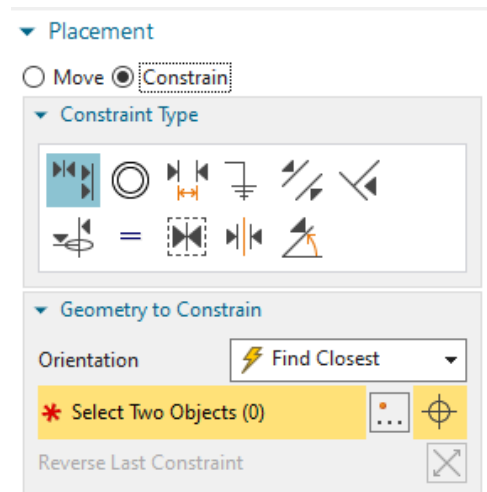 Placement
Move Constrain
Constraint Type
Geometry to Constrain
Orientation Find Closest
* Select Two Objects (0)
Reverse Last Constraint